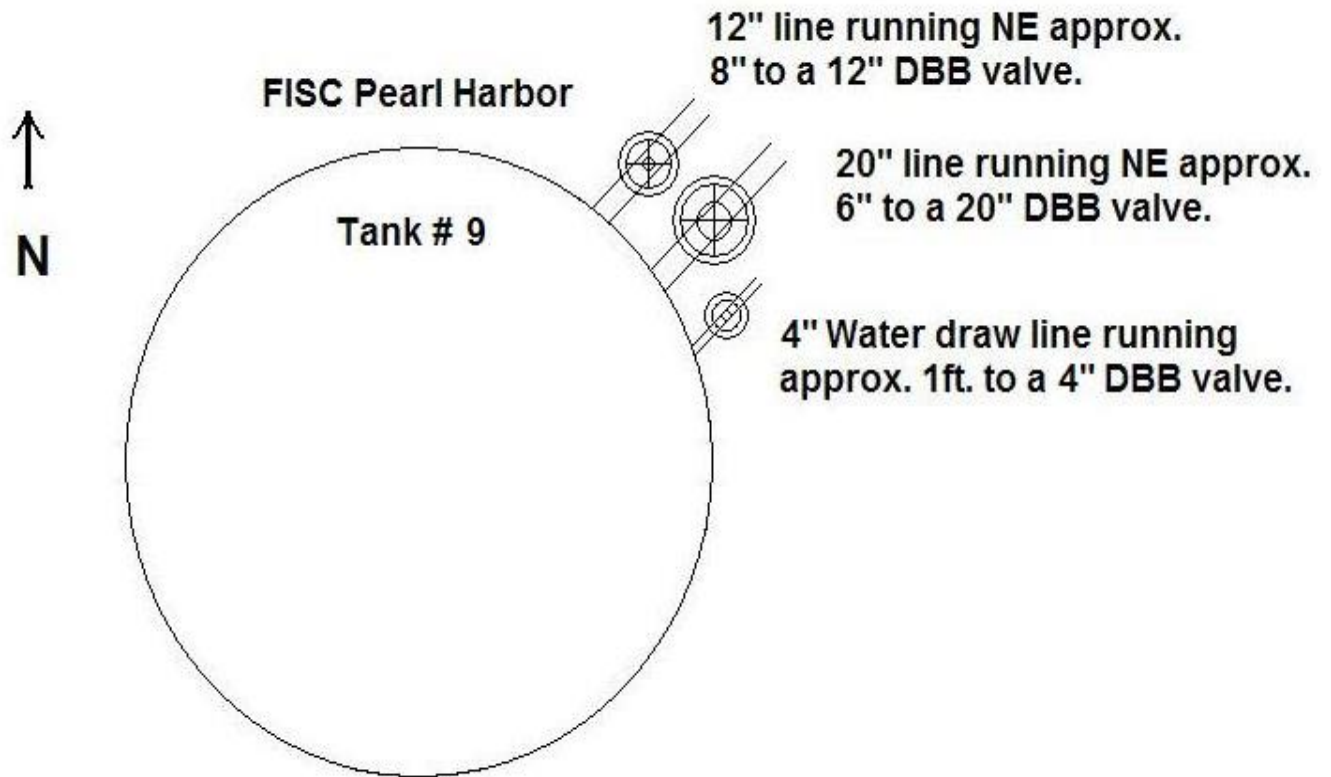 12" line running NE approx.
8" to a 12" DBB valve.
FISC Pearl Harbor
20" line running NE approx.
6" to a 20" DBB valve.
Tank # 9
N
4" Water draw line running
approx. 1ft. to a 4" DBB valve.